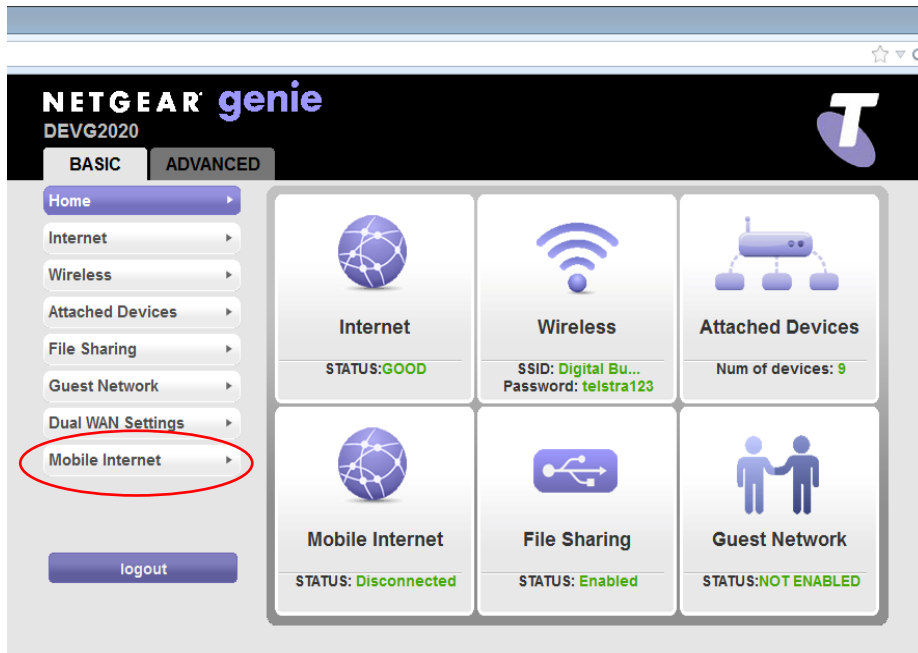 NETGEAR genie
DEVG2020
BASIC ADVANCED
Home
Internet
Wireless
Attached Devices
File Sharing
Guest Network
Dual WAN Settings
Mobile Internet
logout
Internet
STATUS:GOOD
Wireless
SSID: Digital Bu...
Password: telstra123
Attached Devices
Num of devices: 9
Mobile Internet
STATUS: Disconnected
File Sharing
STATUS: Enabled
Guest Network
STATUS:NOT ENABLED